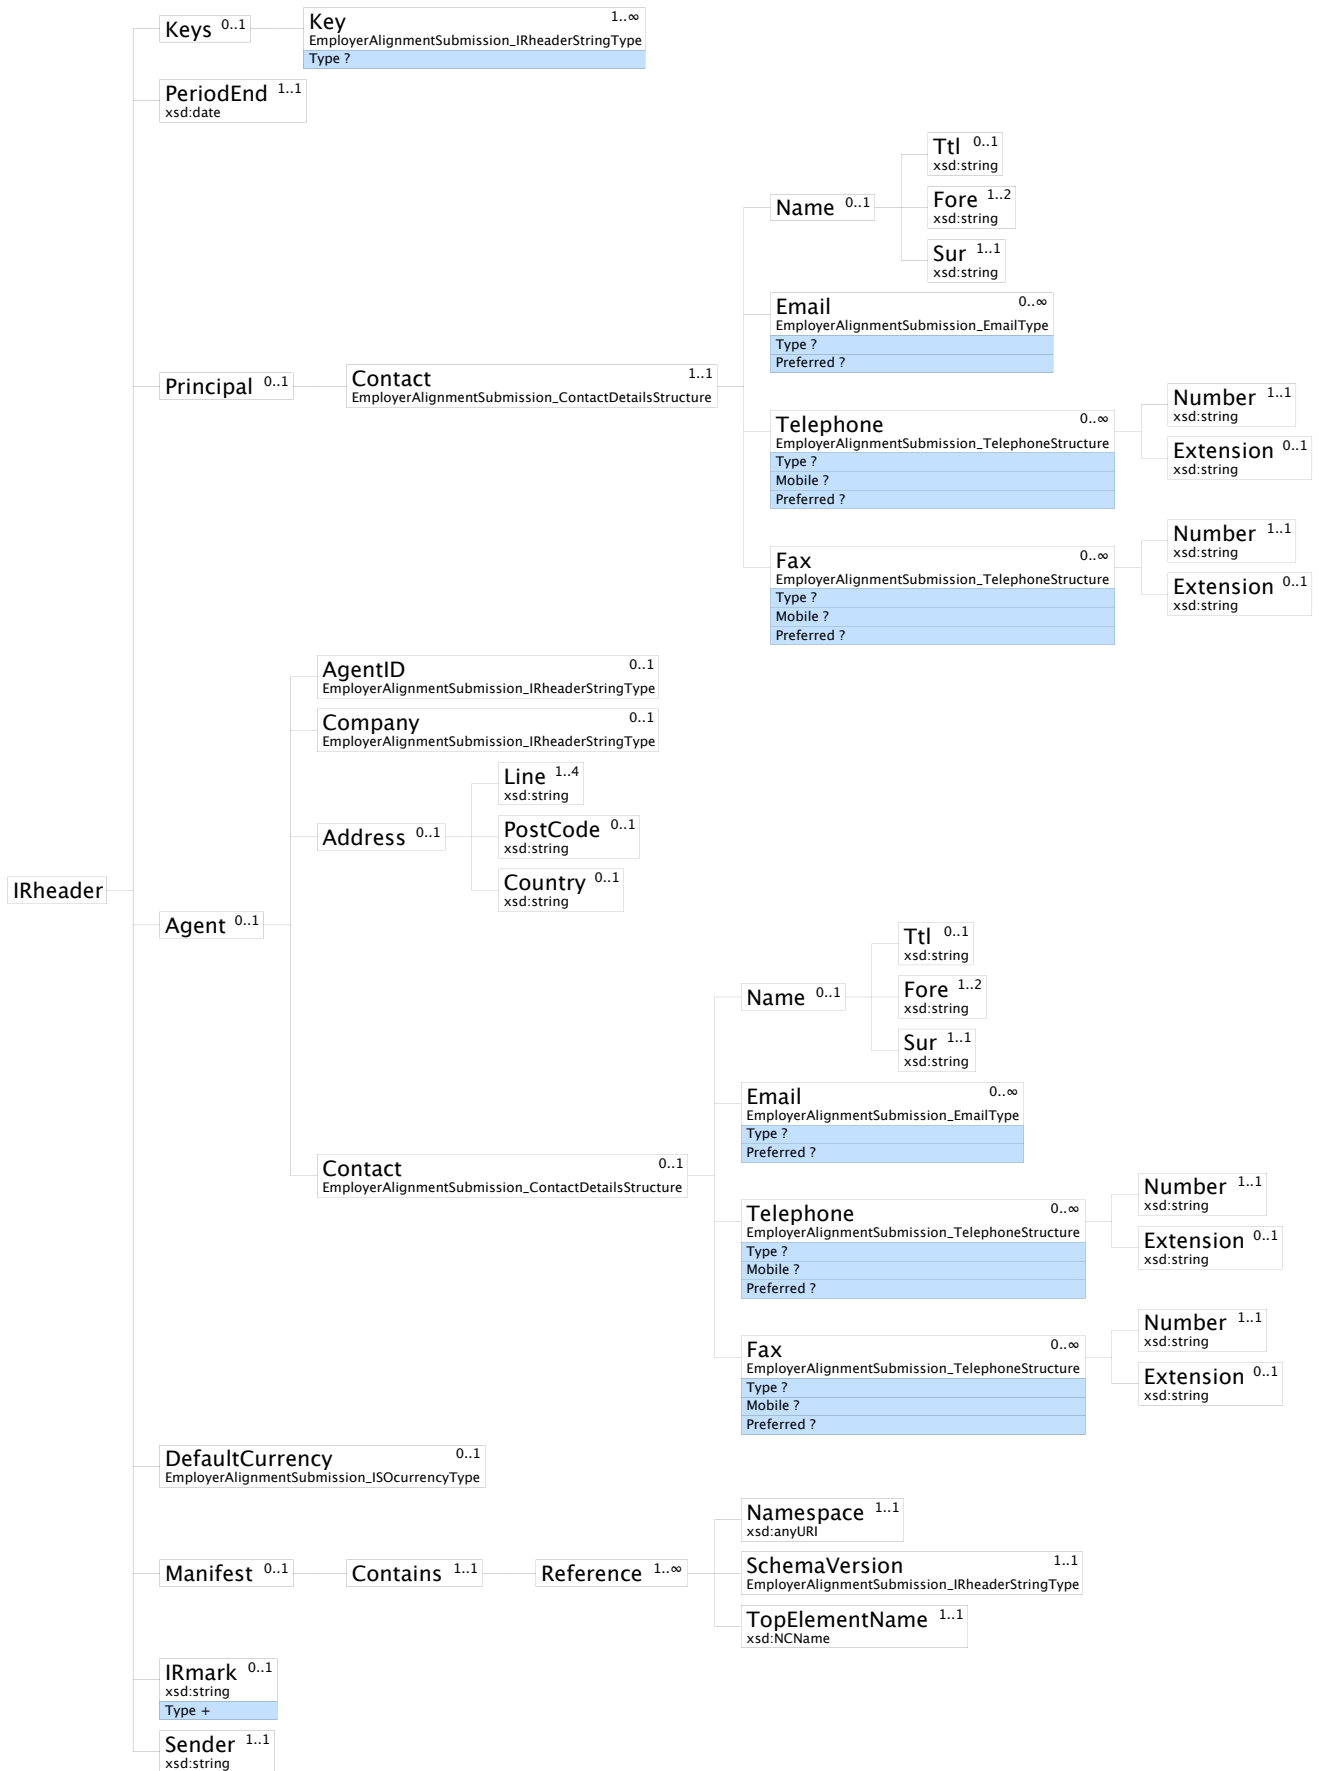 Keys 0..1
Key 1..∞
EmployerAlignmentSubmission_IRheaderStringType
Type ?
PeriodEnd 1..1
xsd:date
Ttl 0..1
xsd:string
Name 0..1
Fore 1..2
xsd:string
Sur 1..1
xsd:string
Email 0..∞
EmployerAlignmentSubmission_EmailType
Type ?
Preferred ?
Principal 0..1
Contact 1..1
EmployerAlignmentSubmission_ContactDetailsStructure
Telephone 0..∞
EmployerAlignmentSubmission_TelephoneStructure
Type ?
Mobile ?
Preferred ?
Number 1..1
xsd:string
Extension 0..1
xsd:string
Fax 0..∞
EmployerAlignmentSubmission_TelephoneStructure
Type ?
Mobile ?
Preferred ?
Number 1..1
xsd:string
Extension 0..1
xsd:string
AgentID 0..1
EmployerAlignmentSubmission_IRheaderStringType
Company 0..1
EmployerAlignmentSubmission_IRheaderStringType
Address 0..1
Line 1..4
xsd:string
PostCode 0..1
xsd:string
Country 0..1
xsd:string
IRheader
Agent 0..1
Ttl 0..1
xsd:string
Name 0..1
Fore 1..2
xsd:string
Sur 1..1
xsd:string
Email 0..∞
EmployerAlignmentSubmission_EmailType
Type ?
Preferred ?
Contact 0..1
EmployerAlignmentSubmission_ContactDetailsStructure
Telephone 0..∞
EmployerAlignmentSubmission_TelephoneStructure
Type ?
Mobile ?
Preferred ?
Number 1..1
xsd:string
Extension 0..1
xsd:string
Fax 0..∞
EmployerAlignmentSubmission_TelephoneStructure
Type ?
Mobile ?
Preferred ?
Number 1..1
xsd:string
Extension 0..1
xsd:string
DefaultCurrency 0..1
EmployerAlignmentSubmission_ISOcurrencyType
Manifest 0..1
Contains 1..1
Reference 1..∞
Namespace 1..1
xsd:anyURI
SchemaVersion 1..1
EmployerAlignmentSubmission_IRheaderStringType
TopElementName 1..1
xsd:NCName
IRmark 0..1
xsd:string
Type +
Sender 1..1
xsd:string